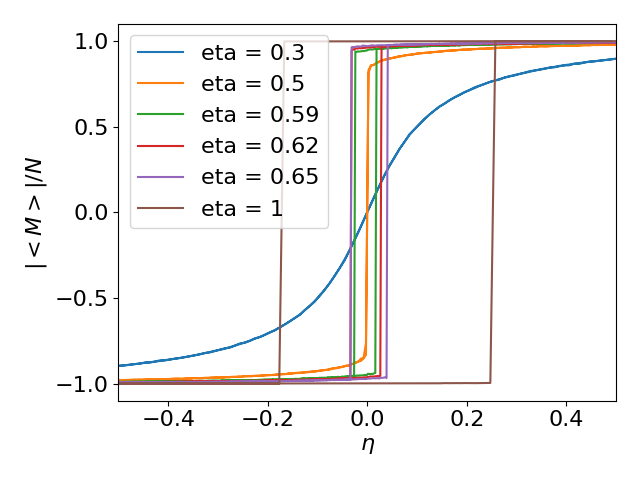 1.0
0.5
0.0
−0.5
−1.0
|<M>|/N
eta = 0.3
eta = 0.5
eta = 0.59
eta = 0.62
eta = 0.65
eta = 1
−0.4 −0.2 0.0 0.2 0.4
η